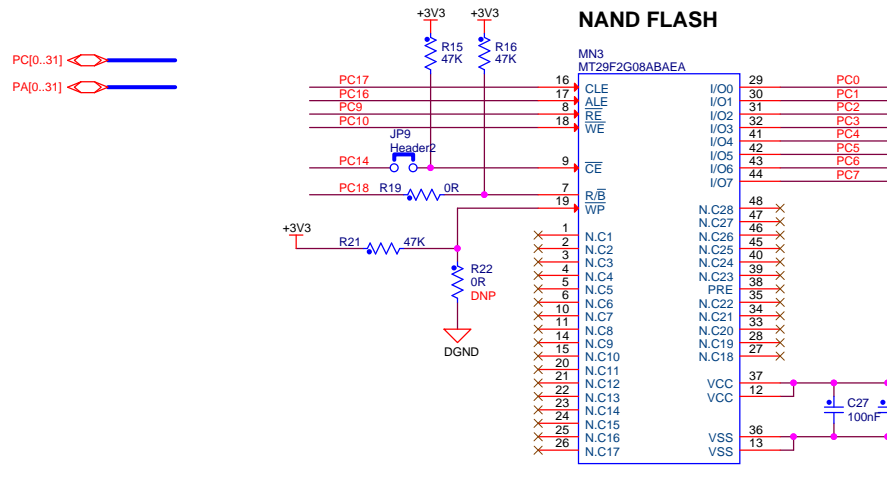 NAND FLASH
+3V3
+3V3
R15
47K
R16
47K
MN3
MT29F2G08ABAEA
PC[0..31]
PA[0..31]
PC17 16 CLE
PC16 17 ALE
PC9 8 RE
PC10 18 WE
JP9
Header2
PC14 9 CE
PC18 R19 0R 7 R/B
19 WP
+3V3
R21 47K
R22
0R
DNP
DGND
1 N.C1
2 N.C2
3 N.C3
4 N.C4
5 N.C5
6 N.C6
10 N.C7
11 N.C8
14 N.C9
15 N.C10
20 N.C11
21 N.C12
22 N.C13
23 N.C14
24 N.C15
25 N.C16
26 N.C17
I/O0 29 PC0
I/O1 30 PC1
I/O2 31 PC2
I/O3 32 PC3
I/O4 41 PC4
I/O5 42 PC5
I/O6 43 PC6
I/O7 44 PC7
N.C28 48
N.C27 47
N.C26 46
N.C25 45
N.C24 40
N.C23 39
PRE 38
N.C22 35
N.C21 34
N.C20 33
N.C19 28
N.C18 27
VCC 37
VCC 12
C27
100nF
VSS 36
VSS 13